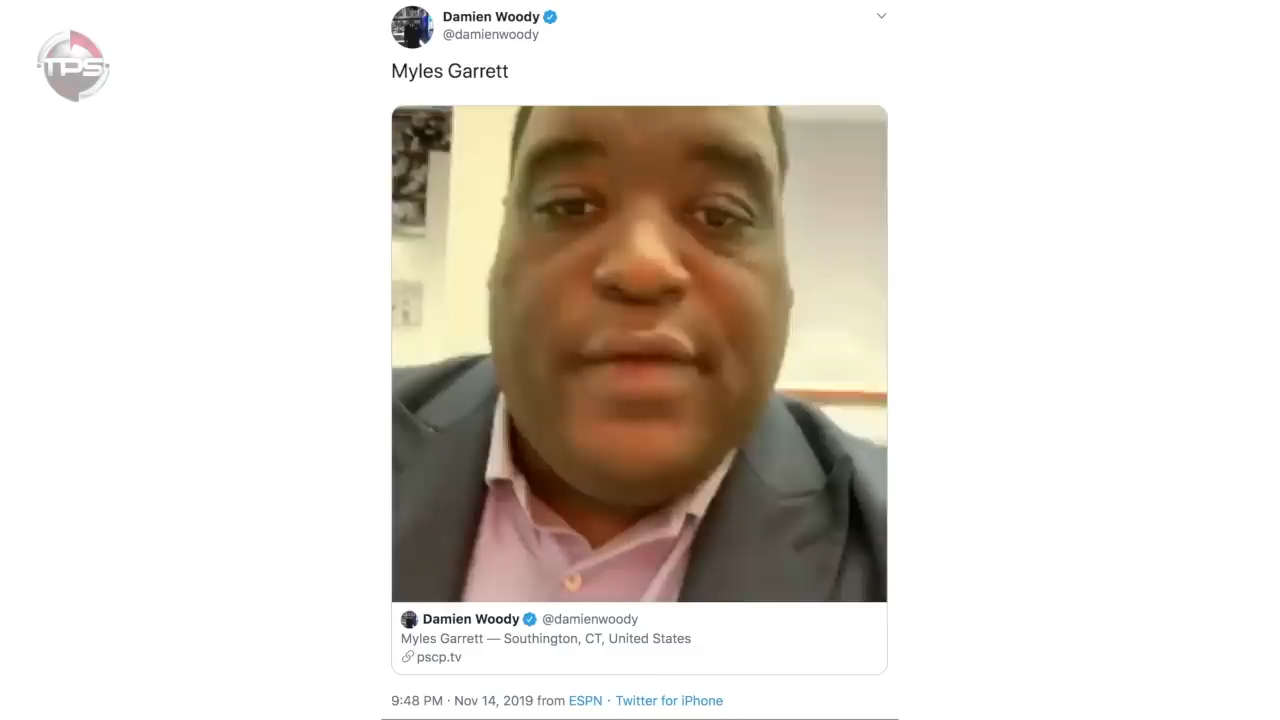 TPS
Damien Woody
@damienwoody
Myles Garrett
Damien Woody @damienwoody
Myles Garrett — Southington, CT, United States
pscp.tv
9:48 PM · Nov 14, 2019 from ESPN · Twitter for iPhone